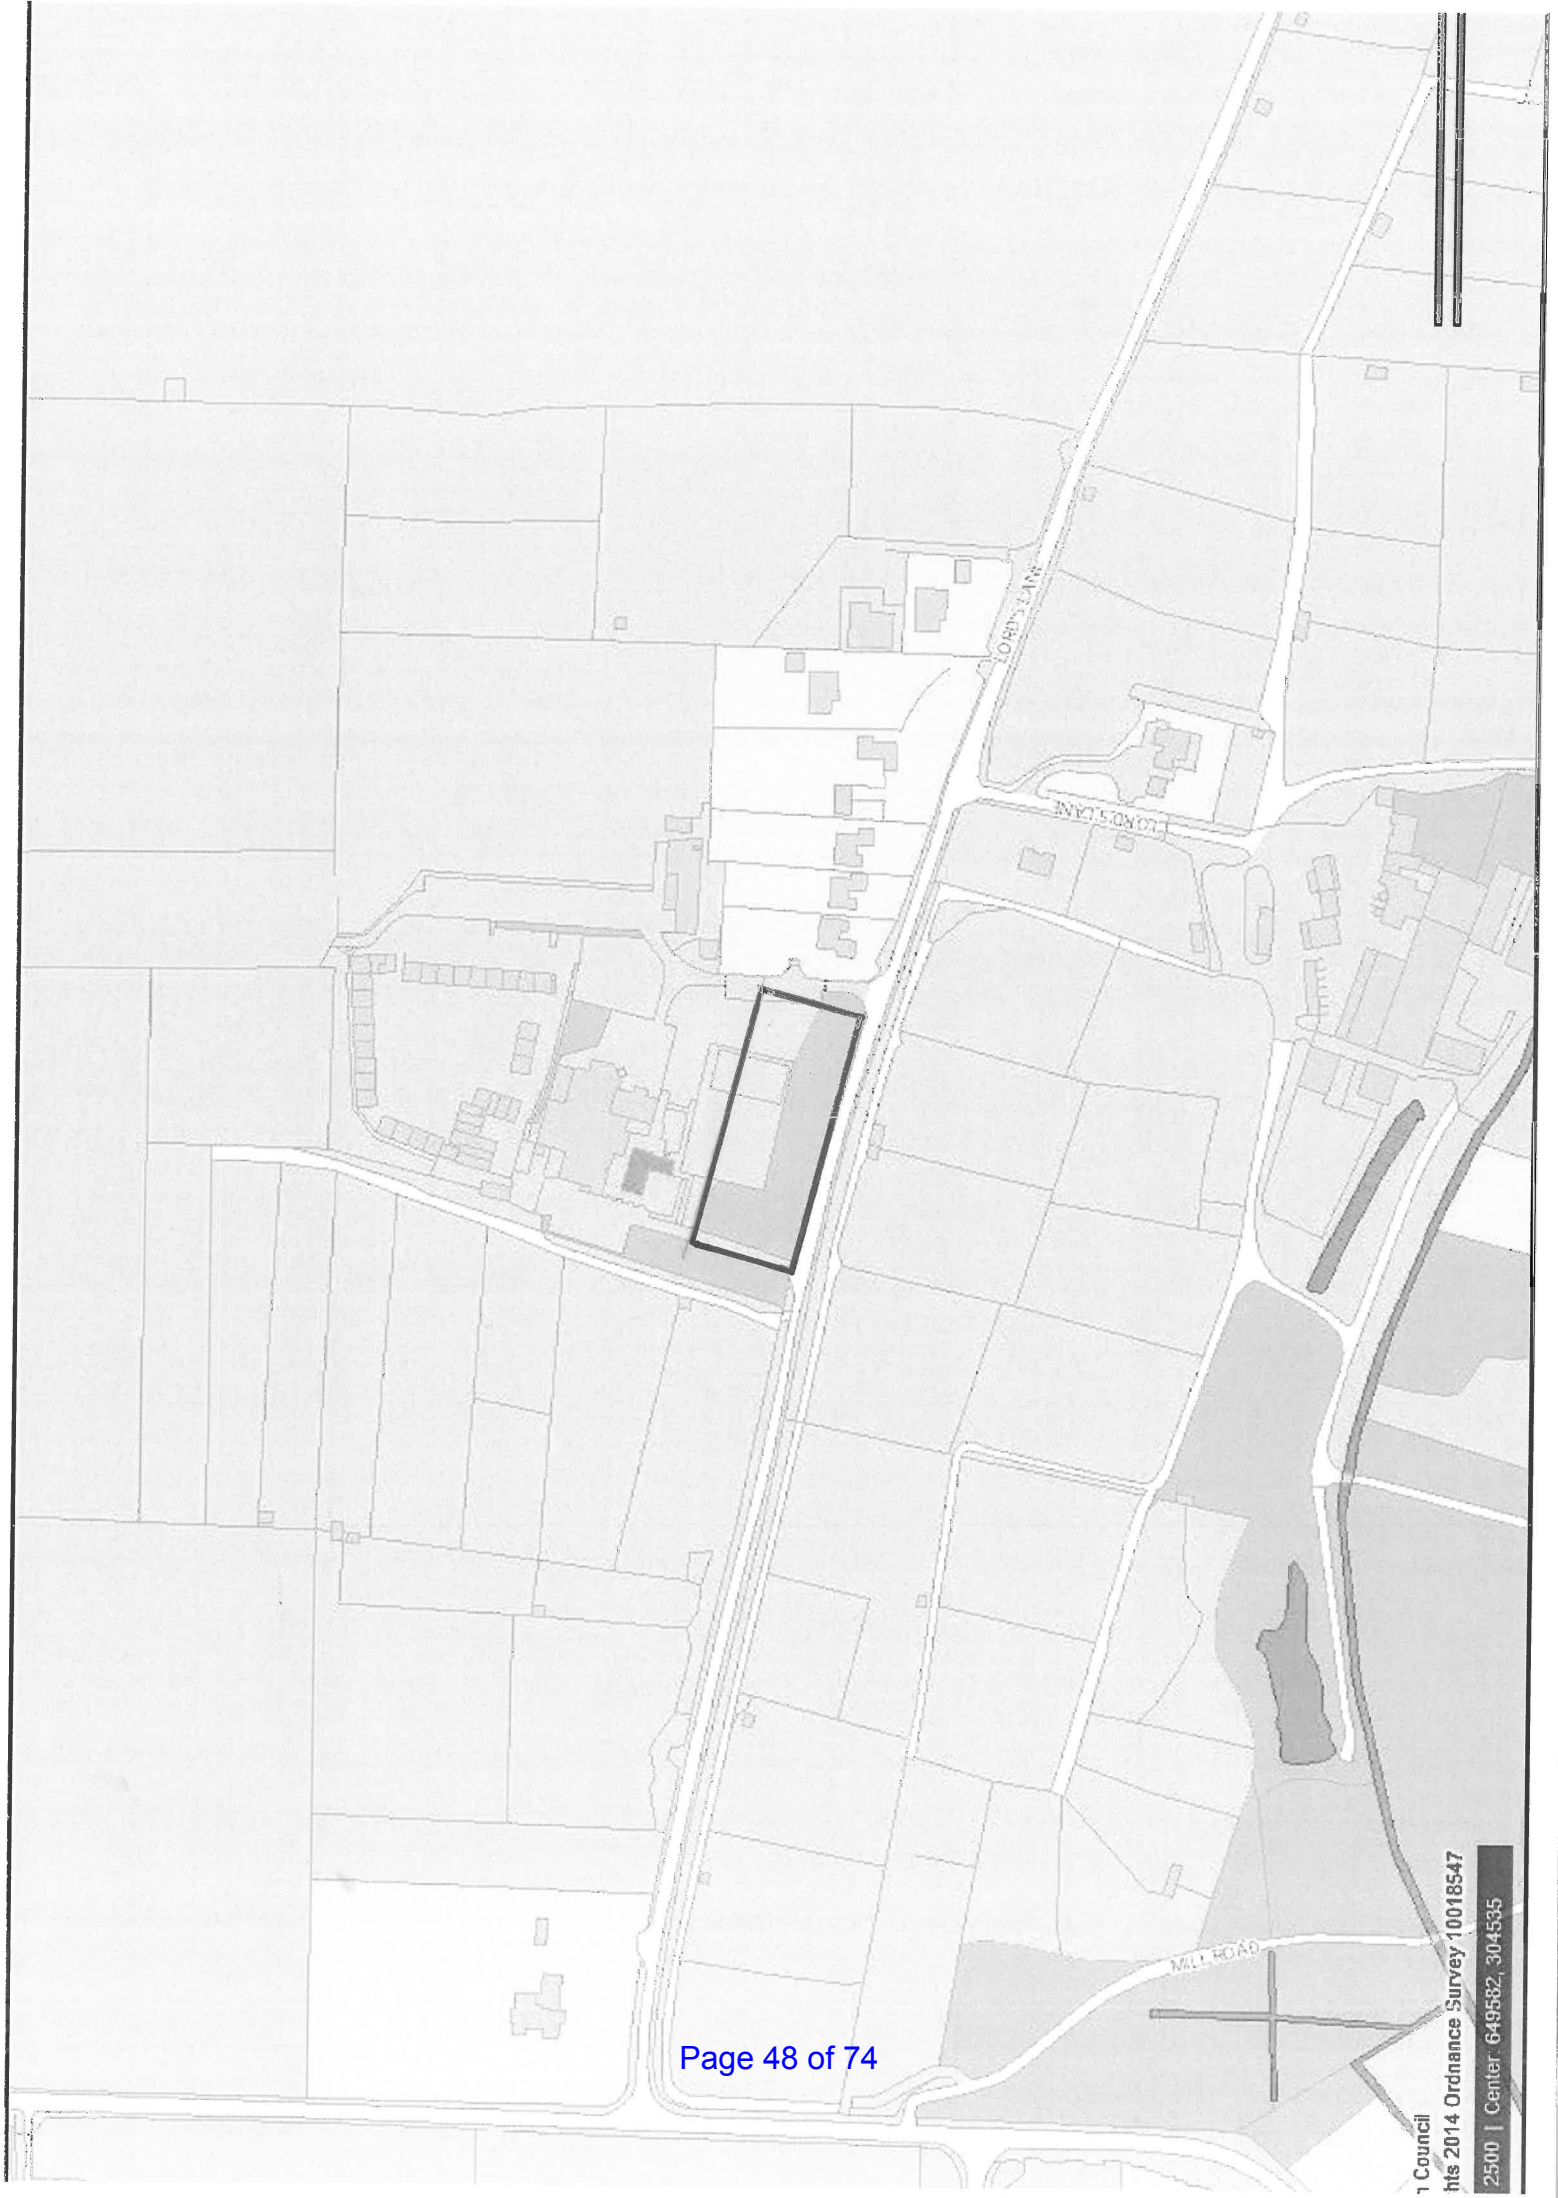 LORD'S LANE
LORD'S LANE
MILL ROAD
Page 48 of 74
Council
hts 2014 Ordnance Survey 10018547
2500 | Center: 649582, 304535